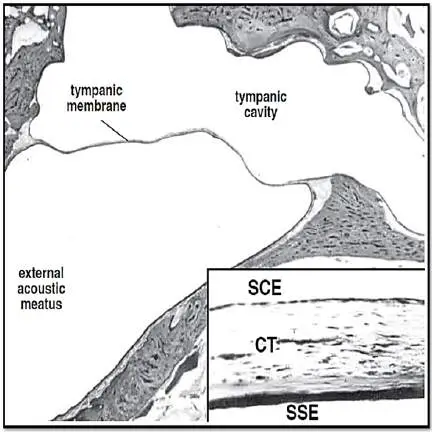 tympanic
membrane
tympanic
cavity
external
acoustic
meatus
SCE
CT
SSE